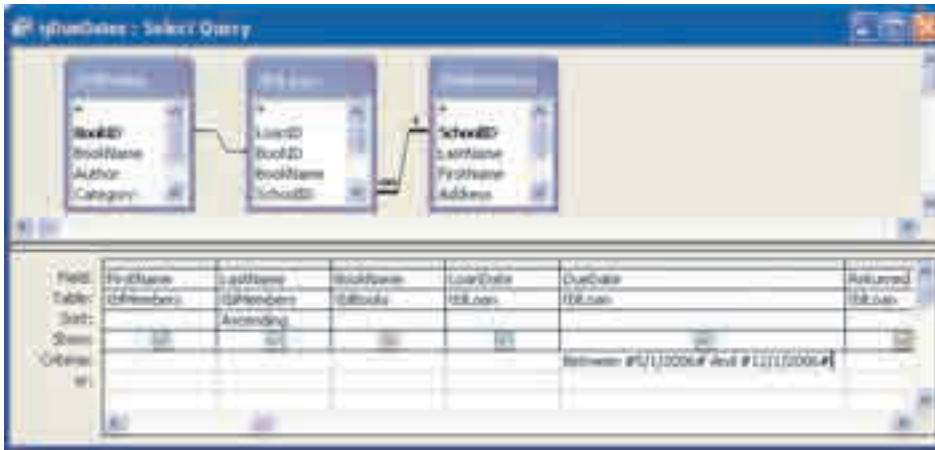 qDueDates : Select Query
tblLoan
*
BookID
BookName
Author
Category
*
LoanID
BookID
BookName
SchoolID
*
SchoolID
LastName
FirstName
Address
Field: FirstName LastName BookName LoanDate DueDate Returned
Table: tblMembers tblMembers tblBooks tblLoan tblLoan tblLoan
Sort: Ascending
Show:
Criteria: Between #5/1/2006# And #12/1/2006#
or: